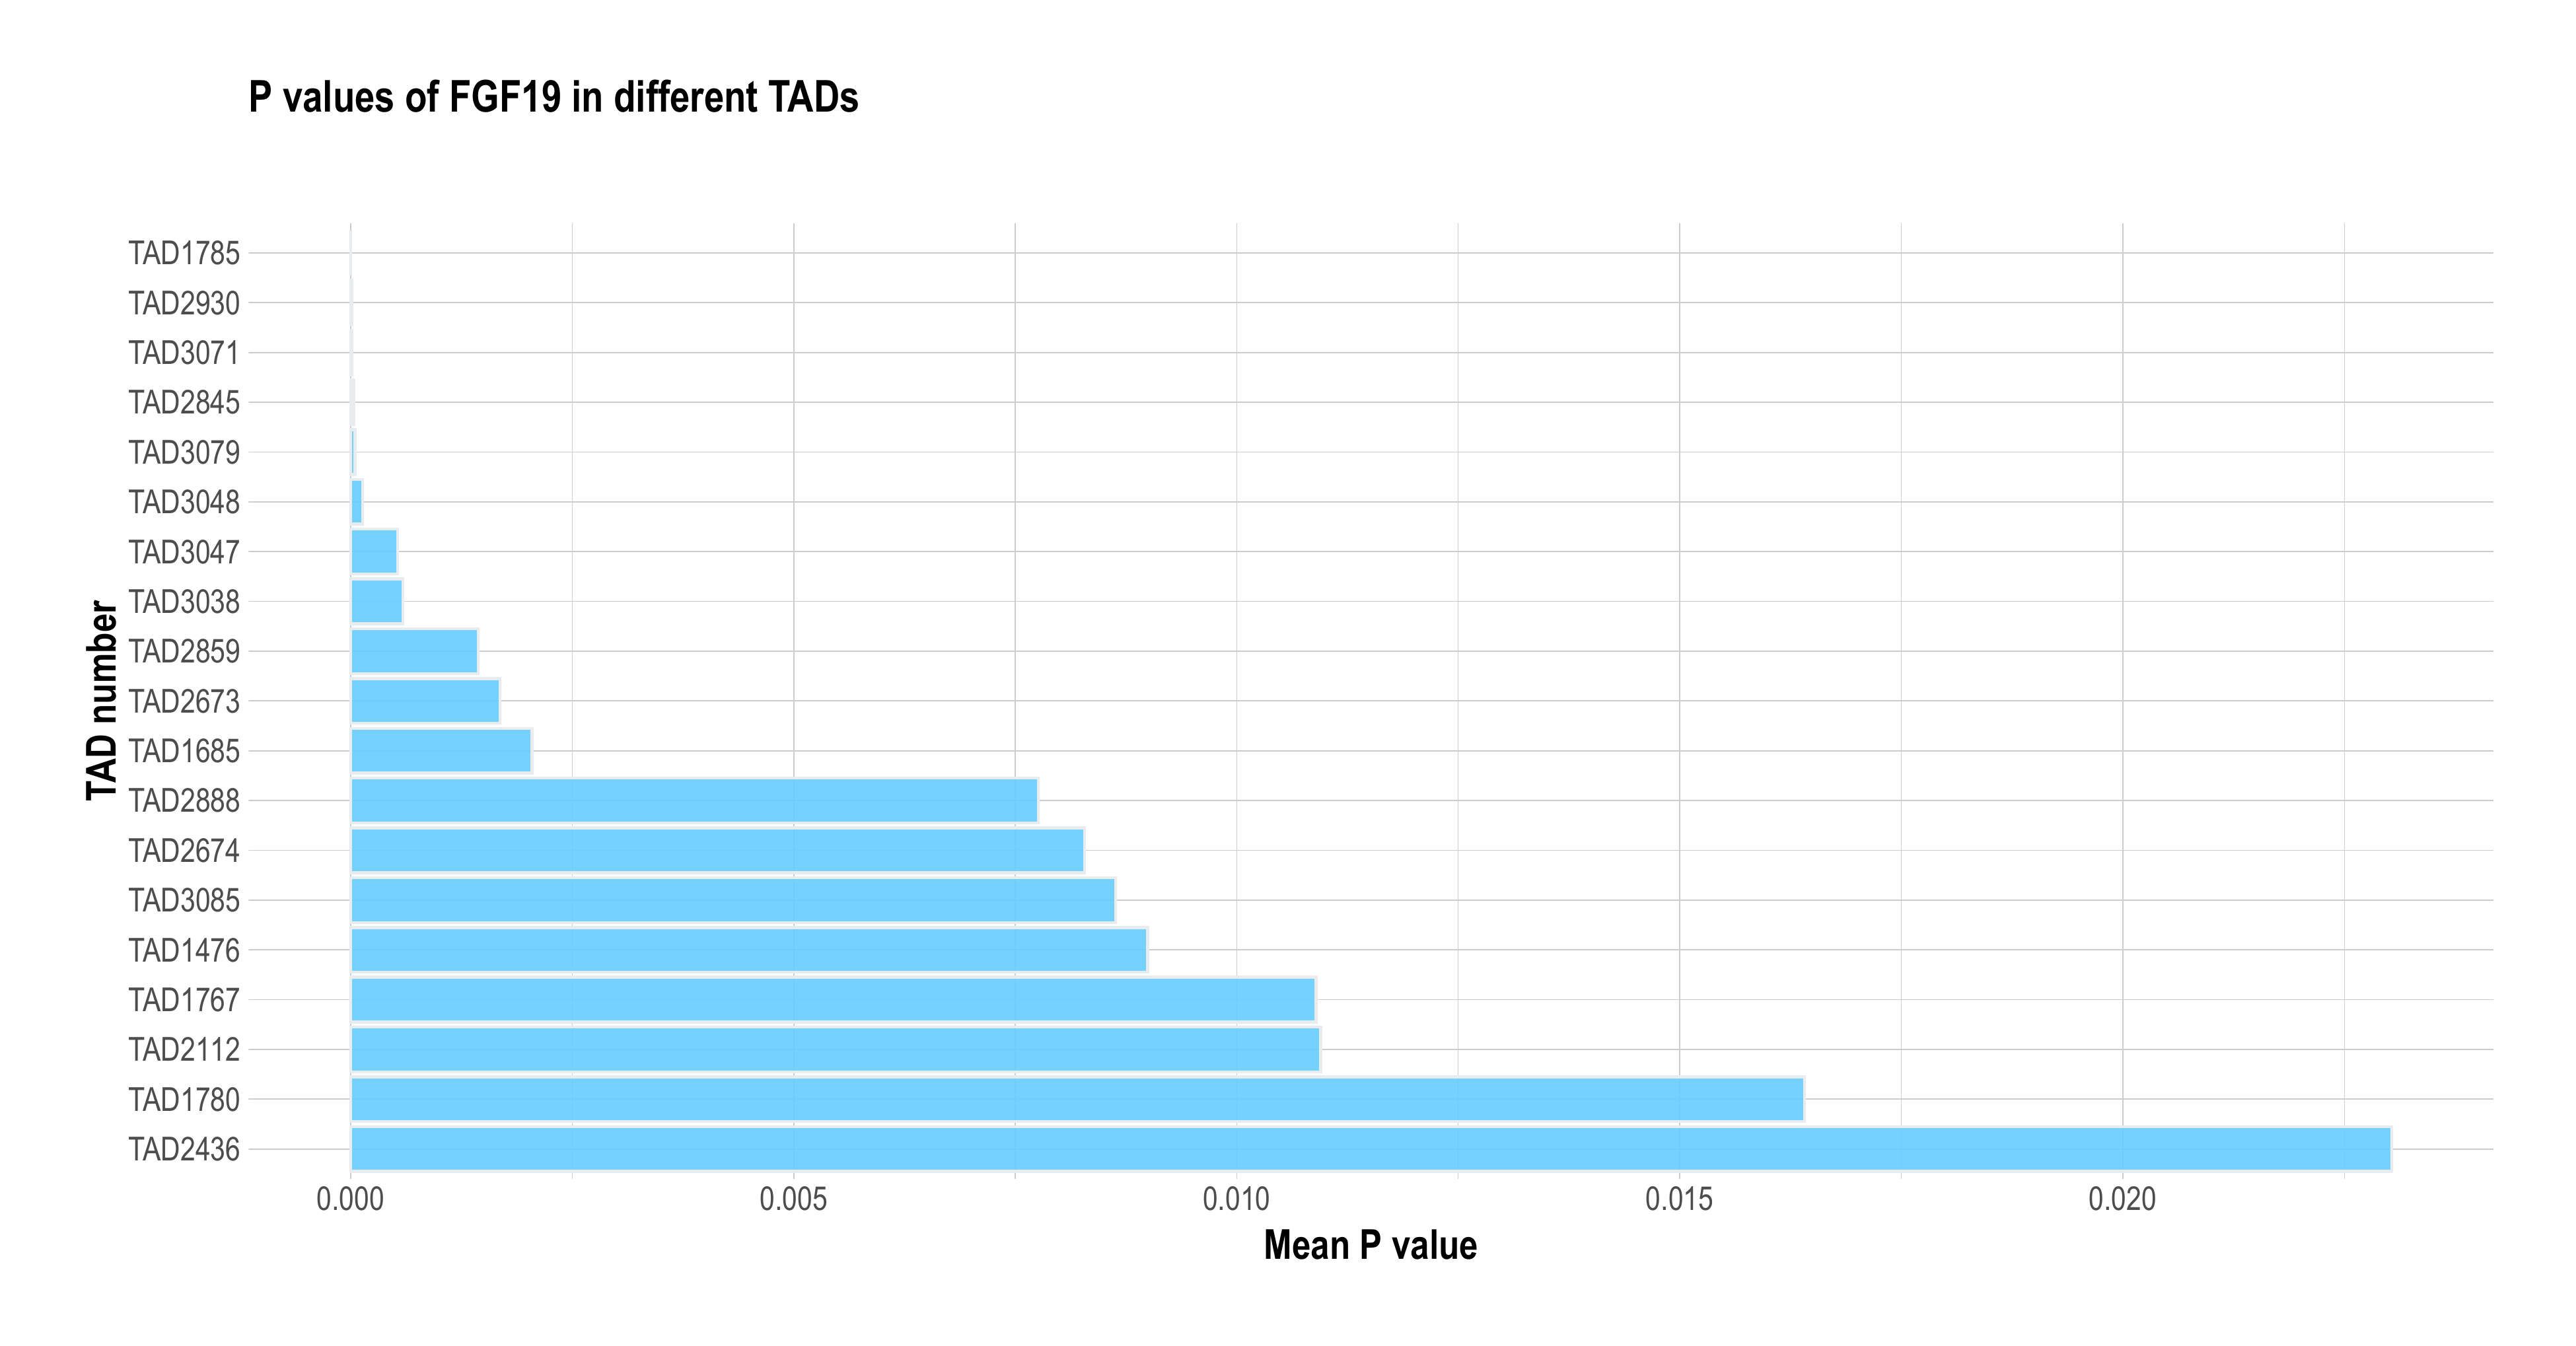 P values of FGF19 in different TADs
TAD number
TAD1785
TAD2930
TAD3071
TAD2845
TAD3079
TAD3048
TAD3047
TAD3038
TAD2859
TAD2673
TAD1685
TAD2888
TAD2674
TAD3085
TAD1476
TAD1767
TAD2112
TAD1780
TAD2436
0.000 0.005 0.010 0.015 0.020
Mean P value